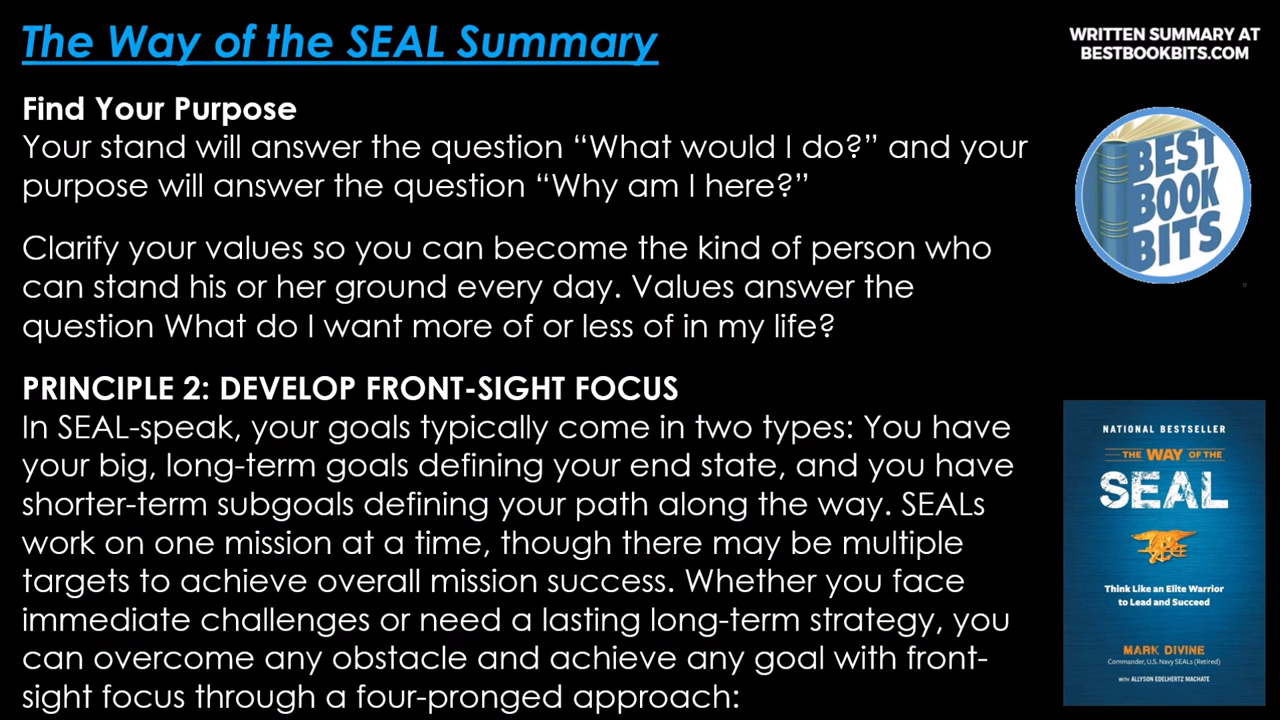 The Way of the SEAL Summary
WRITTEN SUMMARY AT
BESTBOOKBITS.COM
Find Your Purpose
Your stand will answer the question “What would I do?” and your
purpose will answer the question “Why am I here?”
Clarify your values so you can become the kind of person who
can stand his or her ground every day. Values answer the
question What do I want more of or less of in my life?
PRINCIPLE 2: DEVELOP FRONT-SIGHT FOCUS
In SEAL-speak, your goals typically come in two types: You have
your big, long-term goals defining your end state, and you have
shorter-term subgoals defining your path along the way. SEALs
work on one mission at a time, though there may be multiple
targets to achieve overall mission success. Whether you face
immediate challenges or need a lasting long-term strategy, you
can overcome any obstacle and achieve any goal with front-
sight focus through a four-pronged approach:
BEST
BOOK
BITS
NATIONAL BESTSELLER
THE WAY OF THE
SEAL
Think Like an Elite Warrior
to Lead and Succeed
MARK DIVINE
Commander, U.S. Navy SEALs (Retired)
WITH ALLYSON EDELHERTZ MACHATE